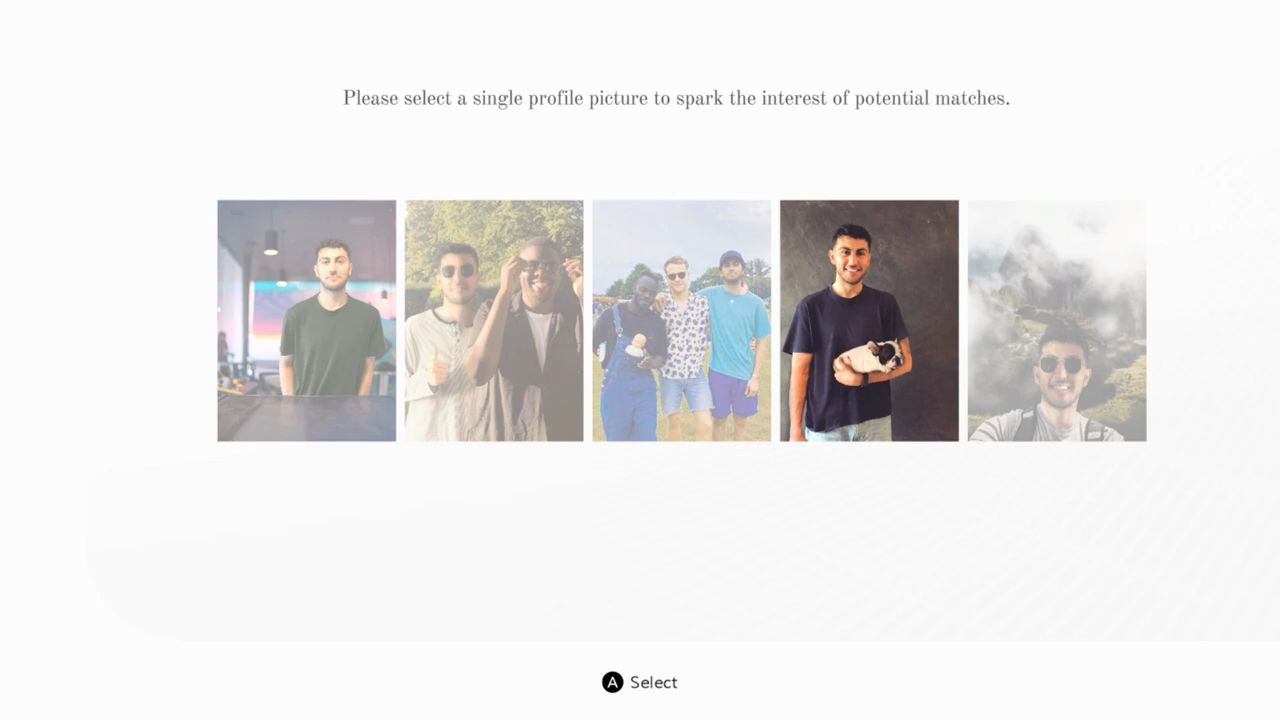 Please select a single profile picture to spark the interest of potential matches.
A Select